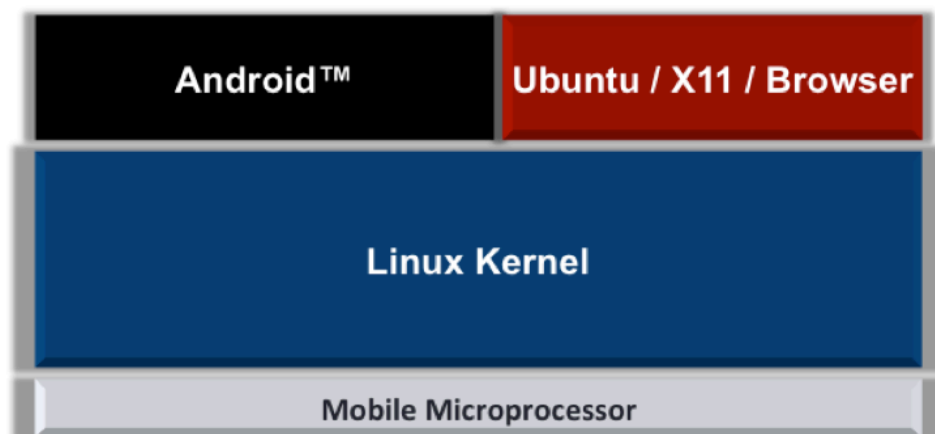 Android™
Ubuntu / X11 / Browser
Linux Kernel
Mobile Microprocessor